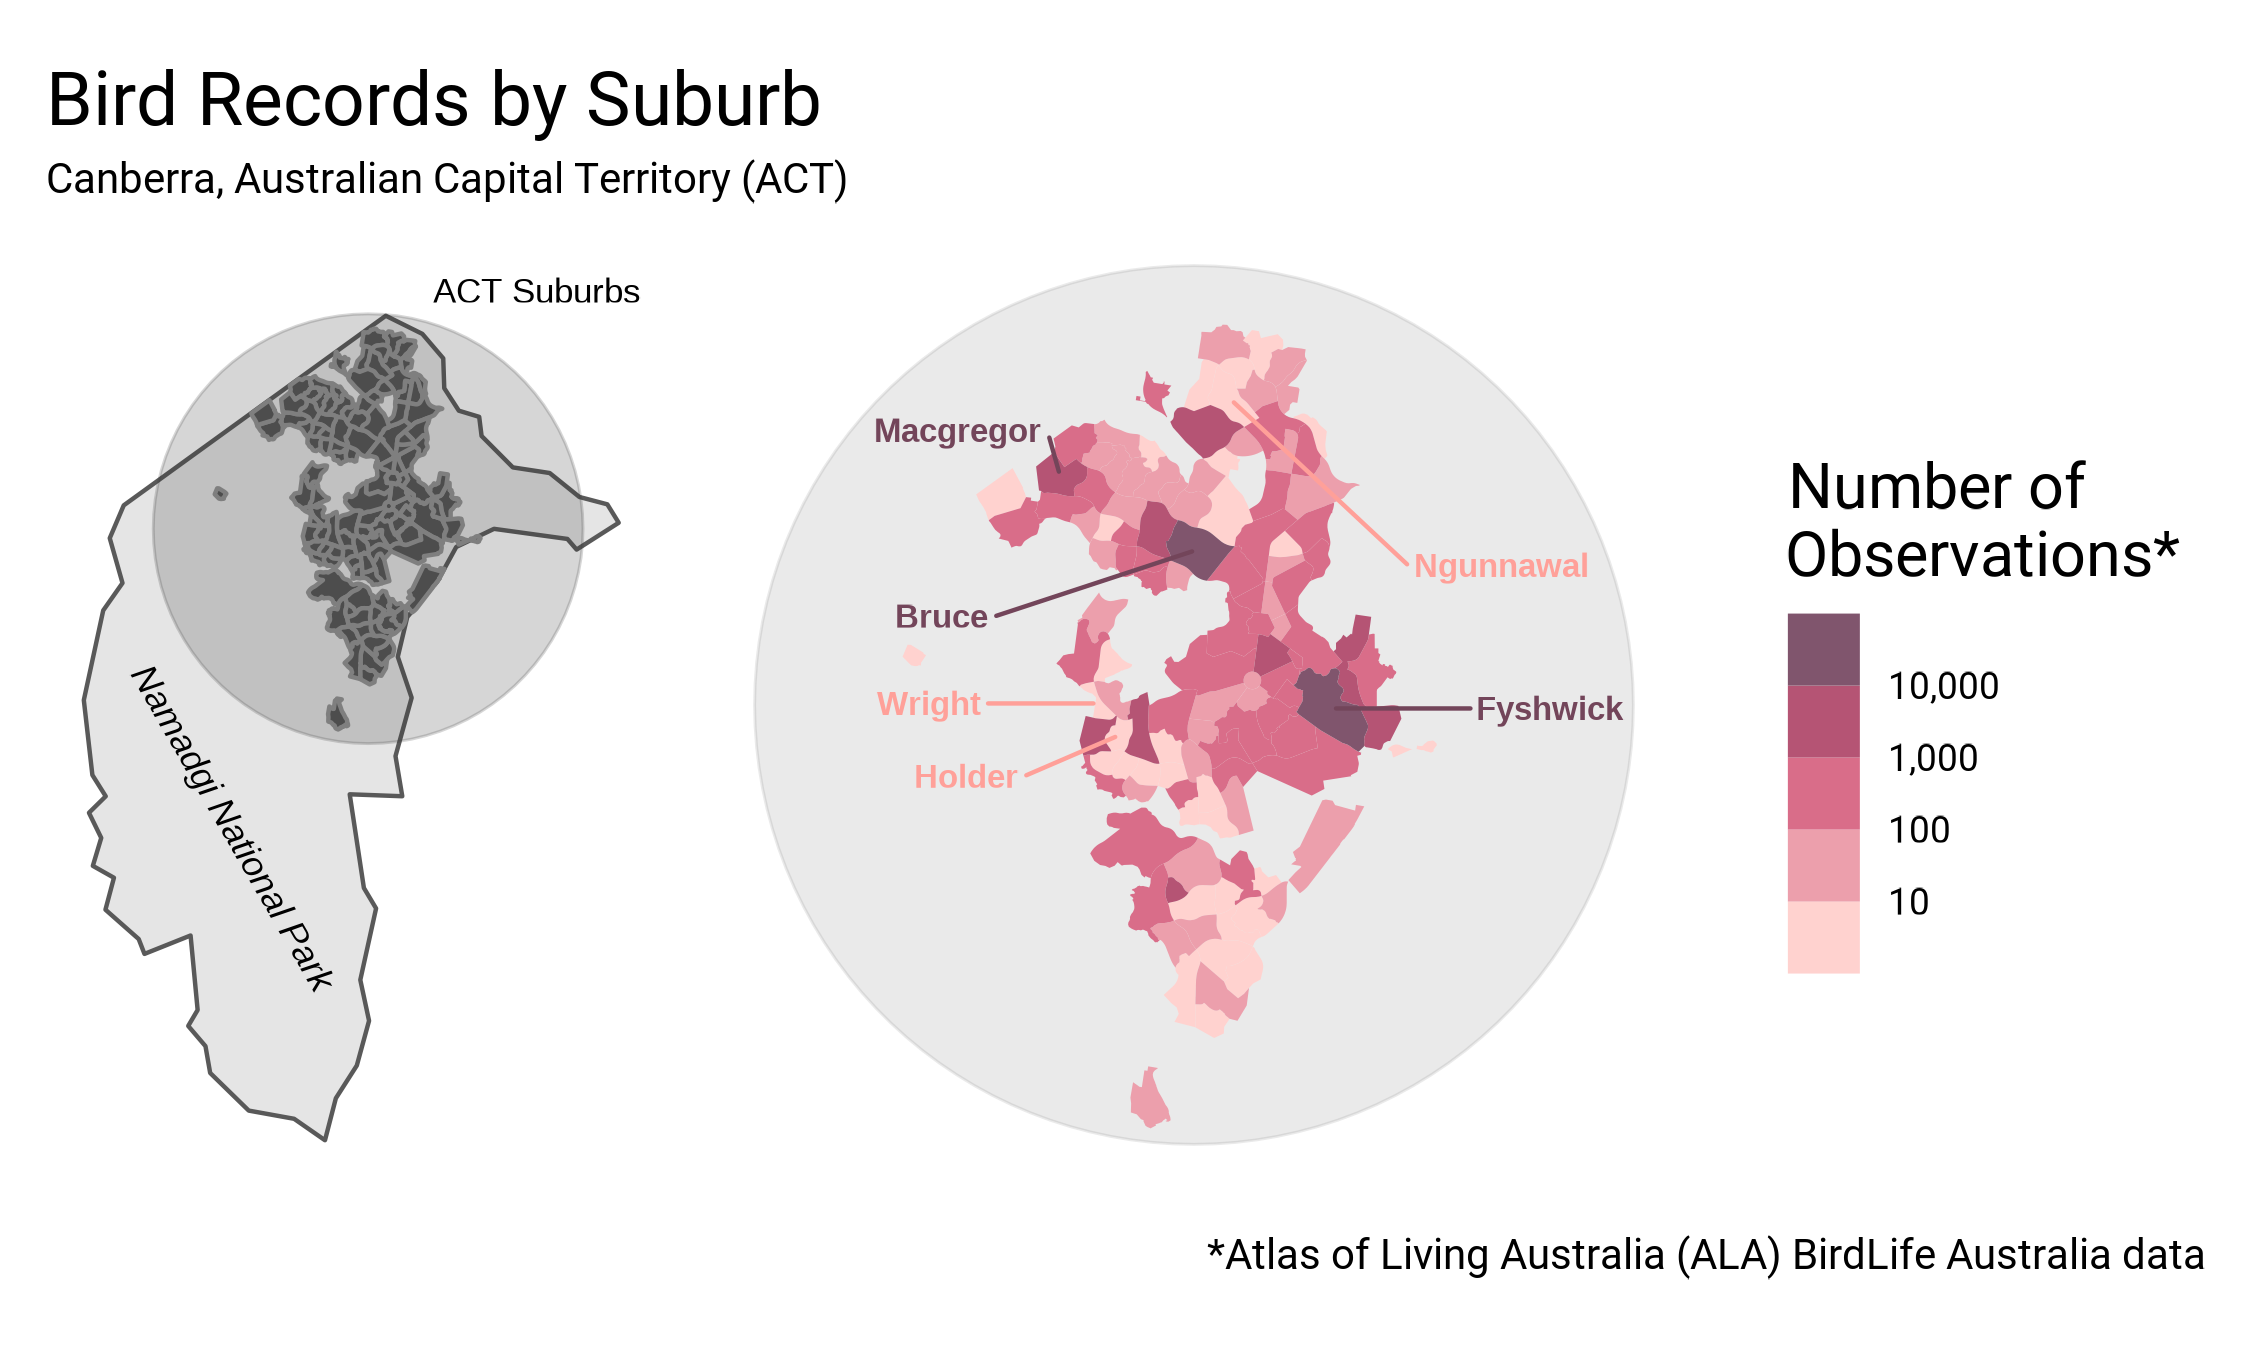 Bird Records by Suburb
Canberra, Australian Capital Territory (ACT)
ACT Suburbs
Namadgi National Park
Macgregor
Bruce
Wright
Holder
Ngunnawal
Fyshwick
Number of
Observations*
10,000
1,000
100
10
*Atlas of Living Australia (ALA) BirdLife Australia data